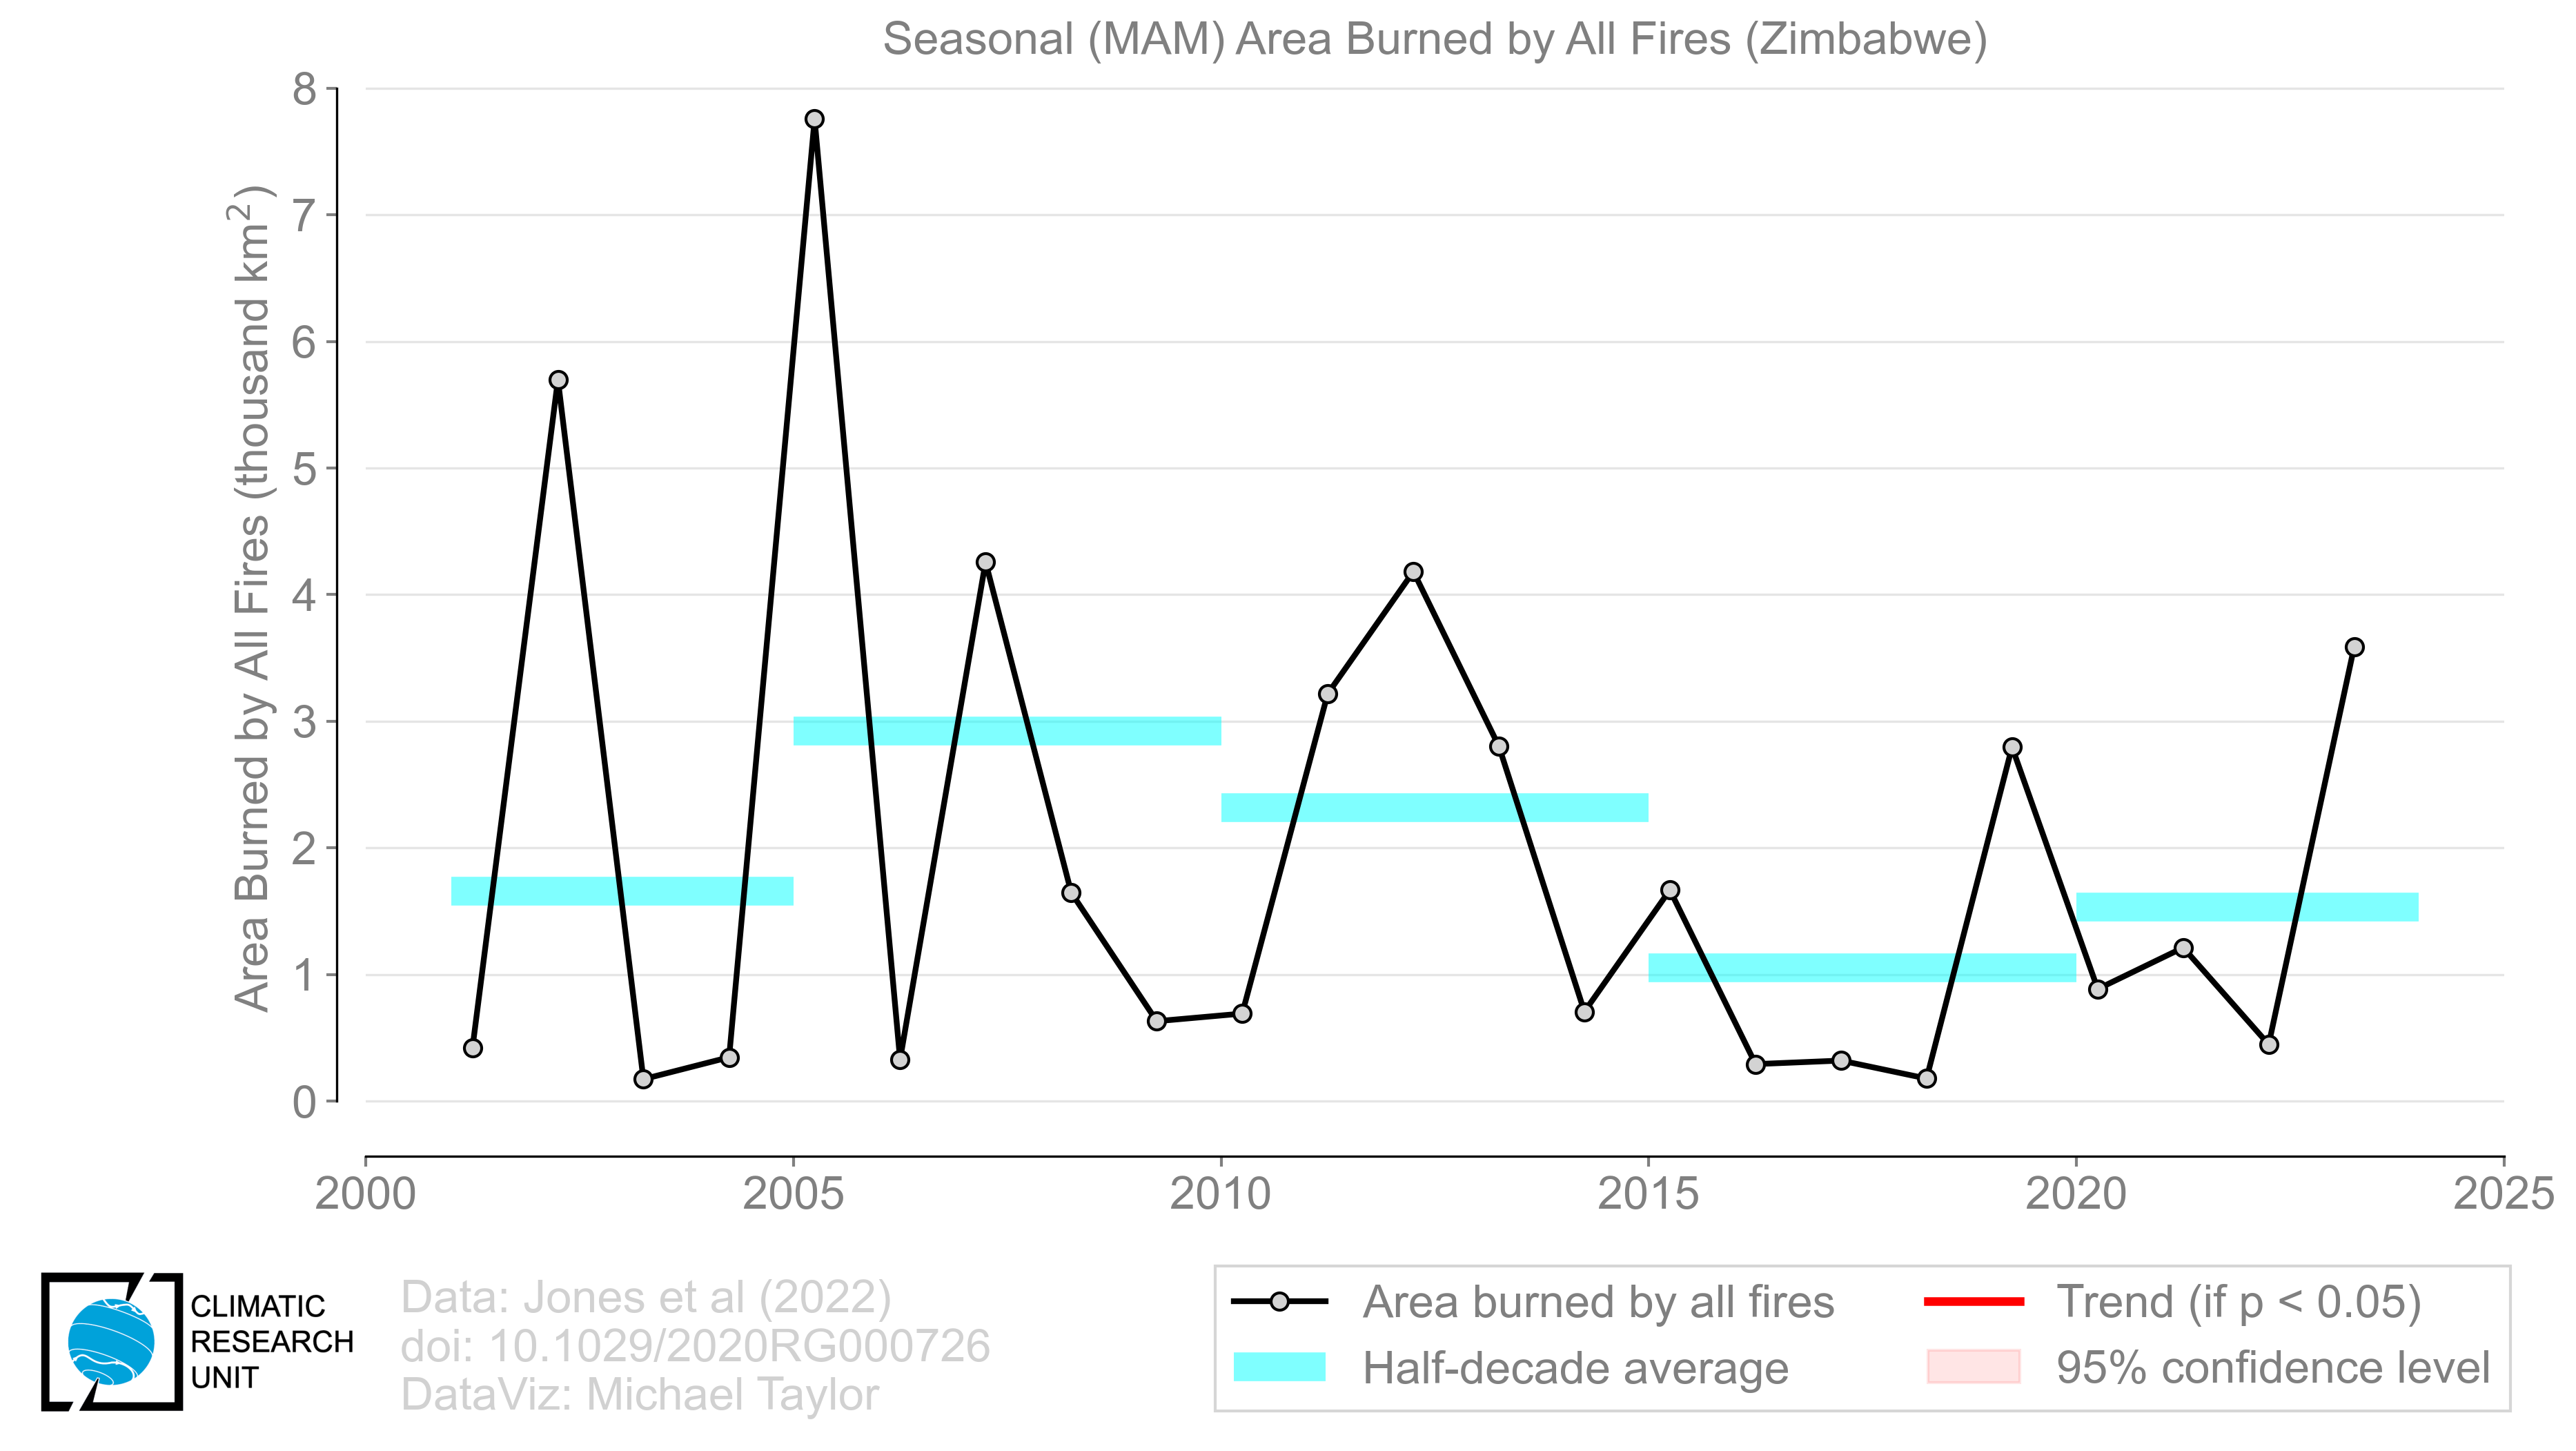 Seasonal (MAM) Area Burned by All Fires (Zimbabwe)
Area Burned by All Fires (thousand km²)
8
7
6
5
4
3
2
1
0
2000 2005 2010 2015 2020 2025
CLIMATIC
RESEARCH
UNIT
Data: Jones et al (2022)
doi: 10.1029/2020RG000726
DataViz: Michael Taylor
Area burned by all fires
Half-decade average
Trend (if p < 0.05)
95% confidence level